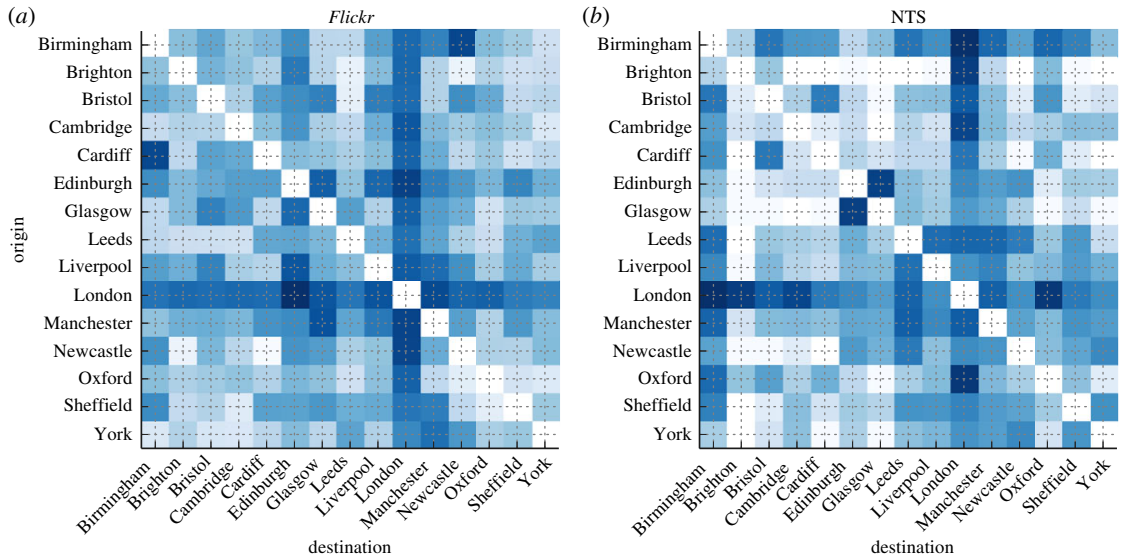 (a) Flickr
Birmingham
Brighton
Bristol
Cambridge
Cardiff
Edinburgh
Glasgow
Leeds
Liverpool
London
Manchester
Newcastle
Oxford
Sheffield
York
origin
Birmingham
Brighton
Bristol
Cambridge
Cardiff
Edinburgh
Glasgow
Leeds
Liverpool
London
Manchester
Newcastle
Oxford
Sheffield
York
destination
(b) NTS
Birmingham
Brighton
Bristol
Cambridge
Cardiff
Edinburgh
Glasgow
Leeds
Liverpool
London
Manchester
Newcastle
Oxford
Sheffield
York
origin
Birmingham
Brighton
Bristol
Cambridge
Cardiff
Edinburgh
Glasgow
Leeds
Liverpool
London
Manchester
Newcastle
Oxford
Sheffield
York
destination